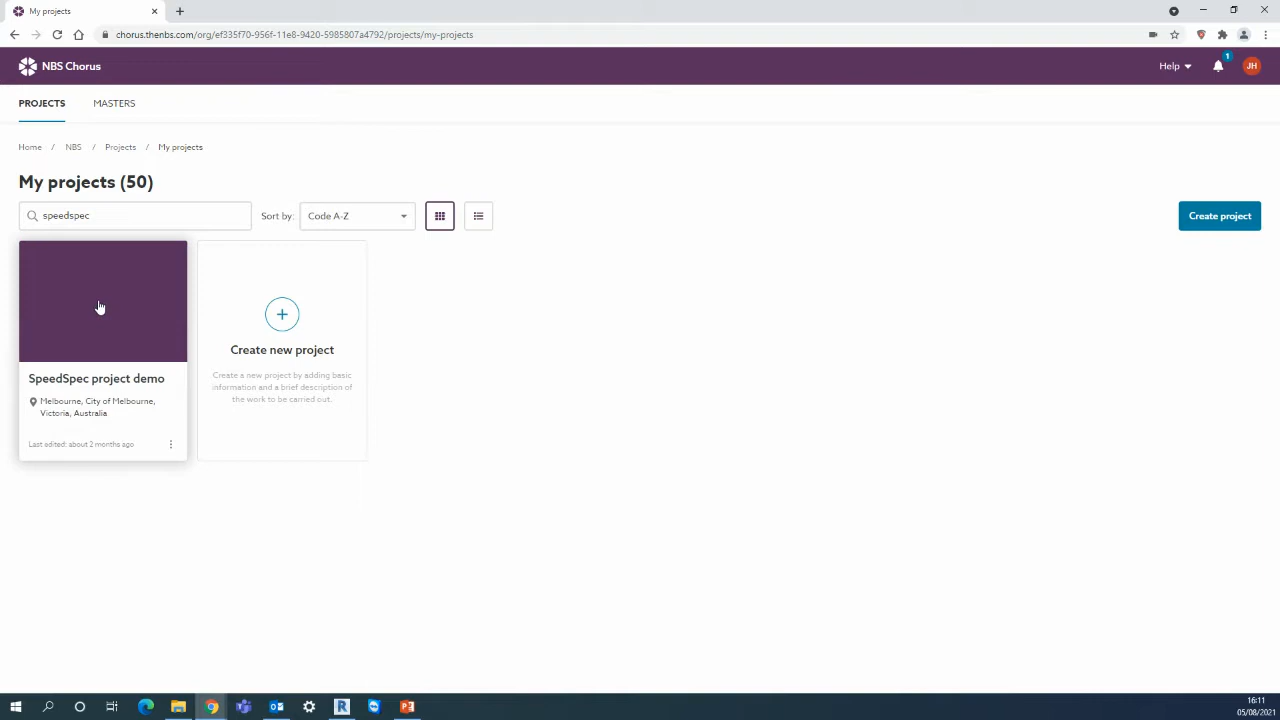 My projects
chorus.thenbs.com/org/ef335f70-956f-11e8-9420-5985807a4792/projects/my-projects
NBS Chorus
Help
1
JH
PROJECTS MASTERS
Home / NBS / Projects / My projects
My projects (50)
speedspec
Sort by: Code A-Z
Create project
SpeedSpec project demo
Melbourne, City of Melbourne,
Victoria, Australia
Last edited: about 2 months ago
Create new project
Create a new project by adding basic
information and a brief description of
the work to be carried out.
16:11
05/08/2021